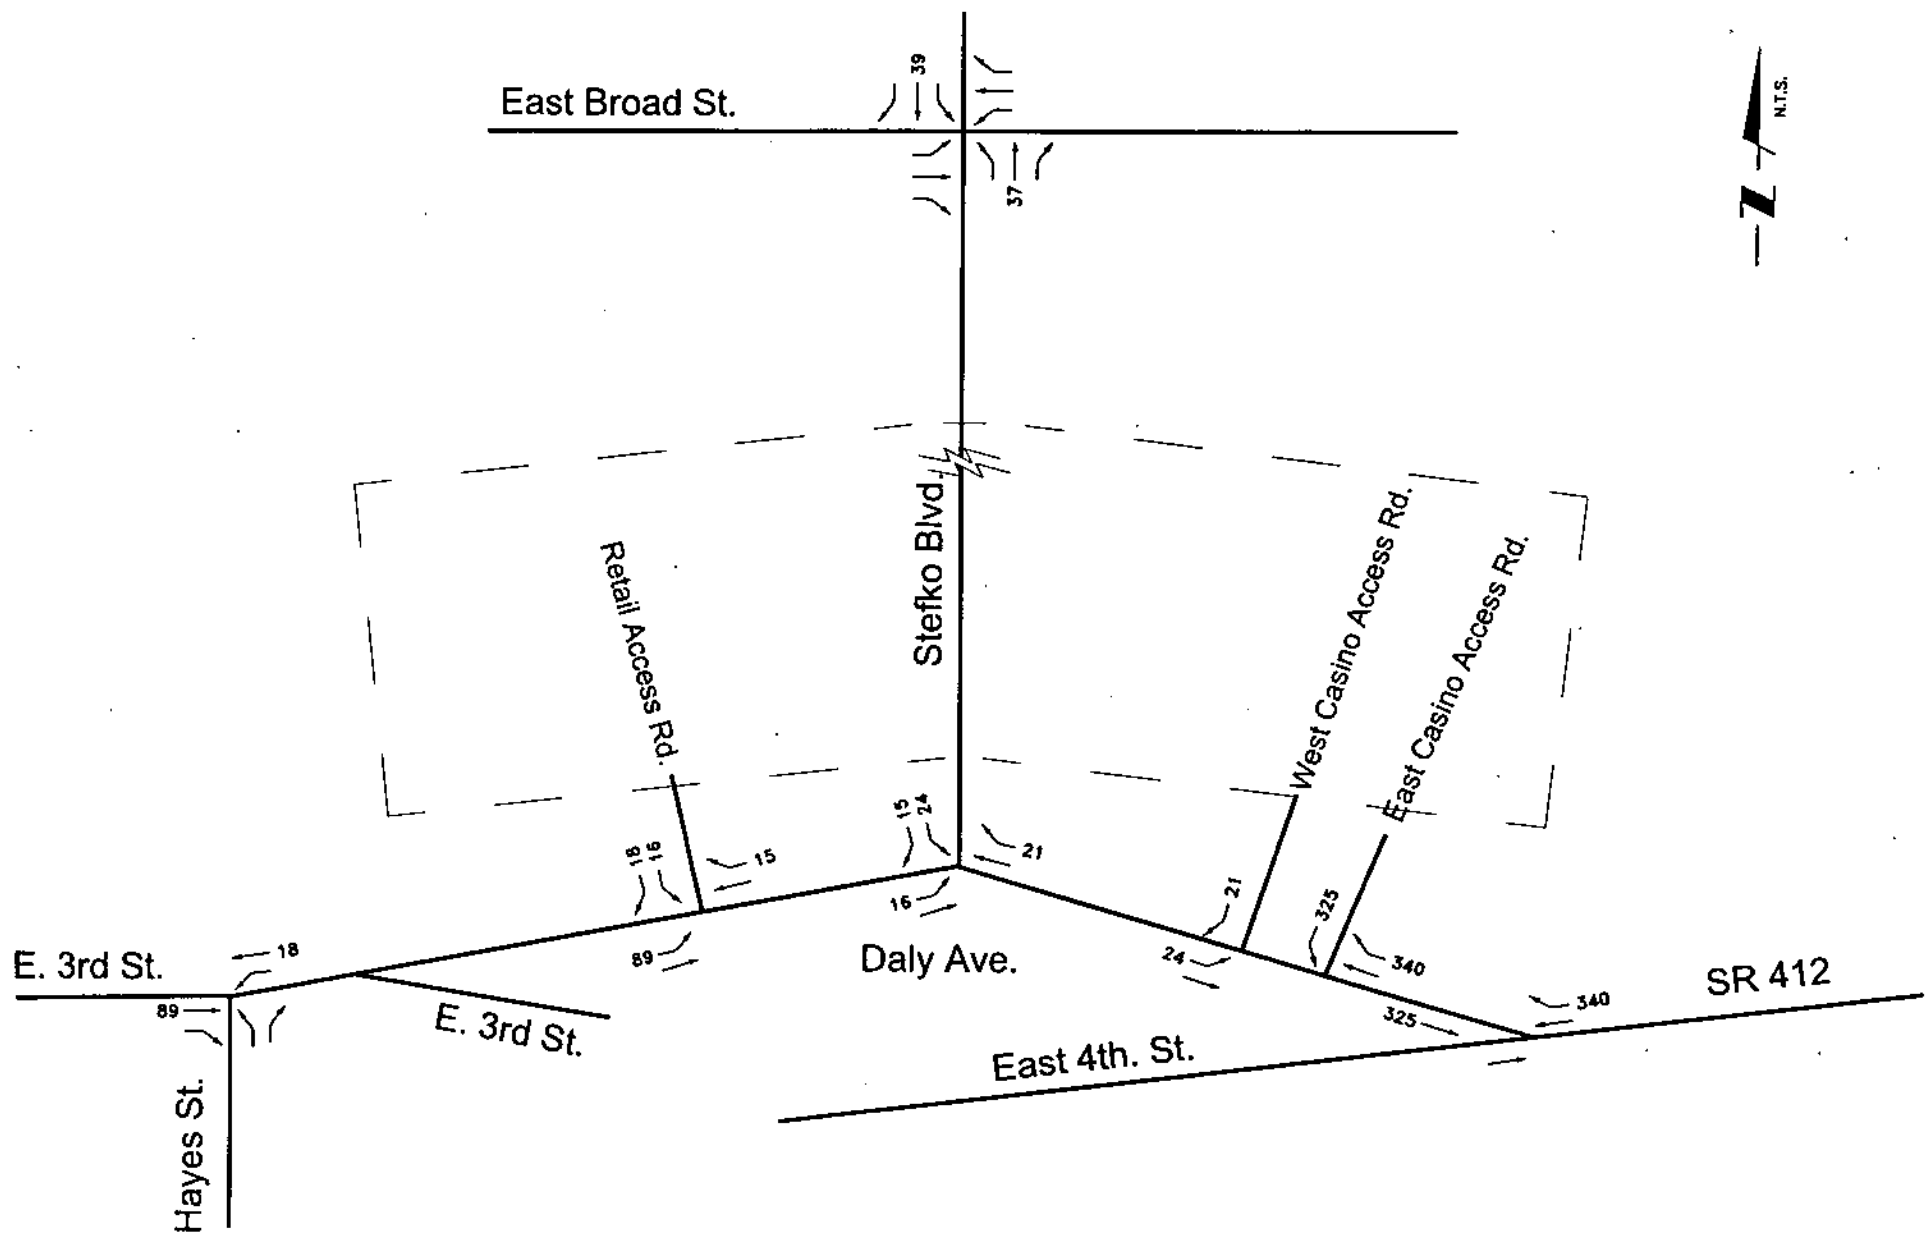 39
East Broad St.
N.T.S.
N
37
Stefko Blvd.
Retail Access Rd.
West Casino Access Rd.
East Casino Access Rd.
15
24
21
18
16
15
16
89
21
325
24
340
Daly Ave.
E. 3rd St.
18
89
E. 3rd St.
325
340
SR 412
East 4th. St.
Hayes St.